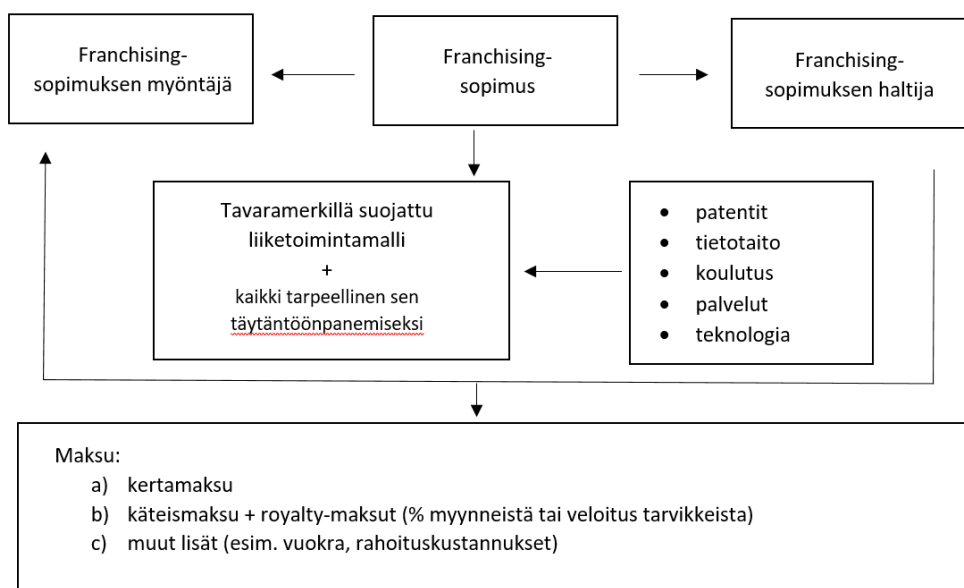 Franchising-
sopimuksen myöntäjä
Franchising-
sopimus
Franchising-
sopimuksen haltija
Tavaramerkillä suojattu
liiketoimintamalli
+
kaikki tarpeellinen sen
täytäntöönpanemiseksi
• patentit
• tietotaito
• koulutus
• palvelut
• teknologia
Maksu:
a) kertamaksu
b) käteismaksu + royalty-maksut (% myynneistä tai veloitus tarvikkeista)
c) muut lisät (esim. vuokra, rahoituskustannukset)